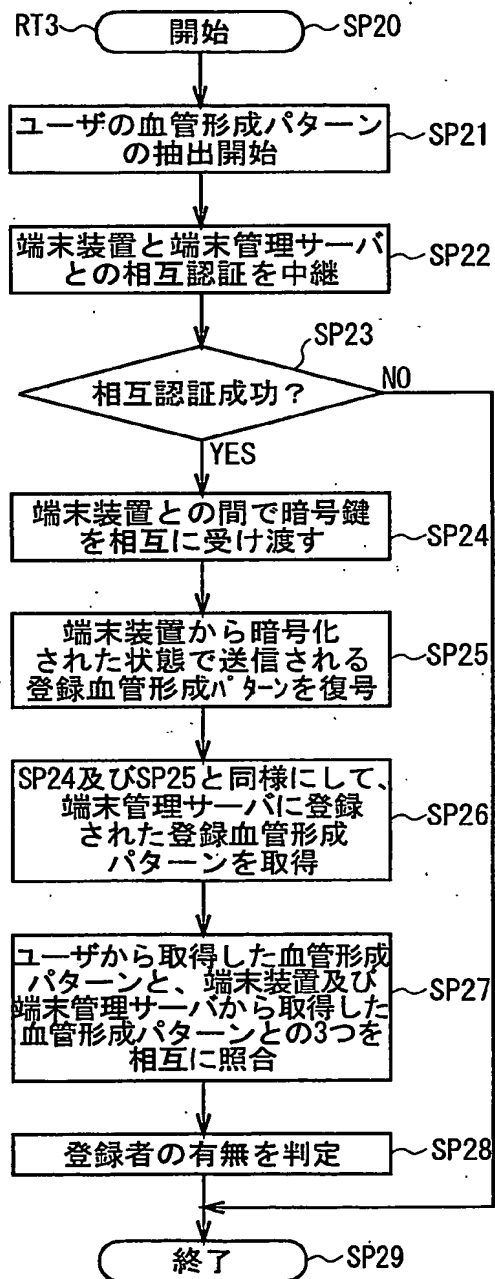 RT3
開始
SP20
ユーザの血管形成パターン
の抽出開始
SP21
端末装置と端末管理サーバ
との相互認証を中継
SP22
SP23
相互認証成功？
NO
YES
端末装置との間で暗号鍵
を相互に受け渡す
SP24
端末装置から暗号化
された状態で送信される
登録血管形成パターンを復号
SP25
SP24及びSP25と同様にして、
端末管理サーバに登録
された登録血管形成
パターンを取得
SP26
ユーザから取得した血管形成
パターンと、端末装置及び
端末管理サーバから取得した
血管形成パターンとの3つを
相互に照合
SP27
登録者の有無を判定
SP28
終了
SP29